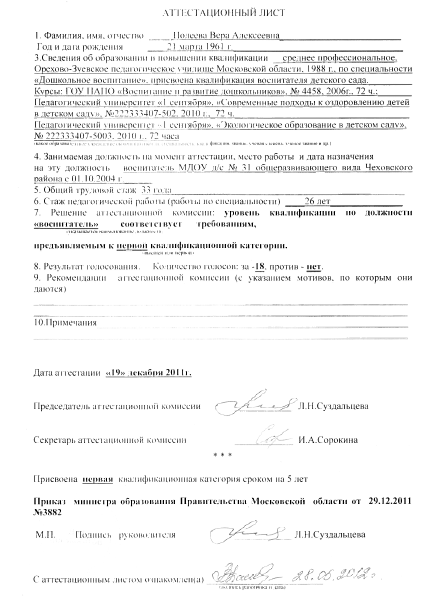 АТТЕСТАЦИОННЫЙ ЛИСТ
1. Фамилия, имя, отчество Полеева Вера Алексеевна
Год и дата рождения 21 марта 1961 г.
3.Сведения об образовании и повышении квалификации среднее профессиональное,
Орехово-Зуевское педагогическое училище Московской области, 1988 г., по специальности
«Дошкольное воспитание», присвоена квалификация воспитателя детского сада.
Курсы: ГОУ ПАПО «Воспитание и развитие дошкольников», № 4458, 2006г., 72 ч.;
Педагогический университет «1 сентября», «Современные подходы к оздоровлению детей
в детском саду», №222333407-502, 2010 г., 72 ч.
Педагогический университет «1 сентября», «Экологическое образование в детском саду»,
№ 222333407-5003, 2010 г., 72 часа
4. Занимаемая должность на момент аттестации, место работы и дата назначения
на эту должность воспитатель МДОУ д/с № 31 общеразвивающего вида Чеховского
района с 01.10.2004 г
5. Общий трудовой стаж 33 года
6. Стаж педагогической работы (работы по специальности) 26 лет
7. Решение аттестационной комиссии: уровень квалификации по должности
«воспитатель» соответствует требованиям,
предъявляемым к первой квалификационной категории.
8. Результат голосования. Количество голосов: за -18, против - нет.
9. Рекомендации аттестационной комиссии (с указанием мотивов, по которым они
даются)
10.Примечания
Дата аттестации «19» декабря 2011г.
Председатель аттестационной комиссии Л.Н.Суздальцева
Секретарь аттестационной комиссии И.А.Сорокина
* * *
Присвоена первая квалификационная категория сроком на 5 лет
Приказ министра образования Правительства Московской области от 29.12.2011
№3882
М.П. Подпись руководителя Л.Н.Суздальцева
С аттестационным листом ознакомлен(а) 28.05.2012г.